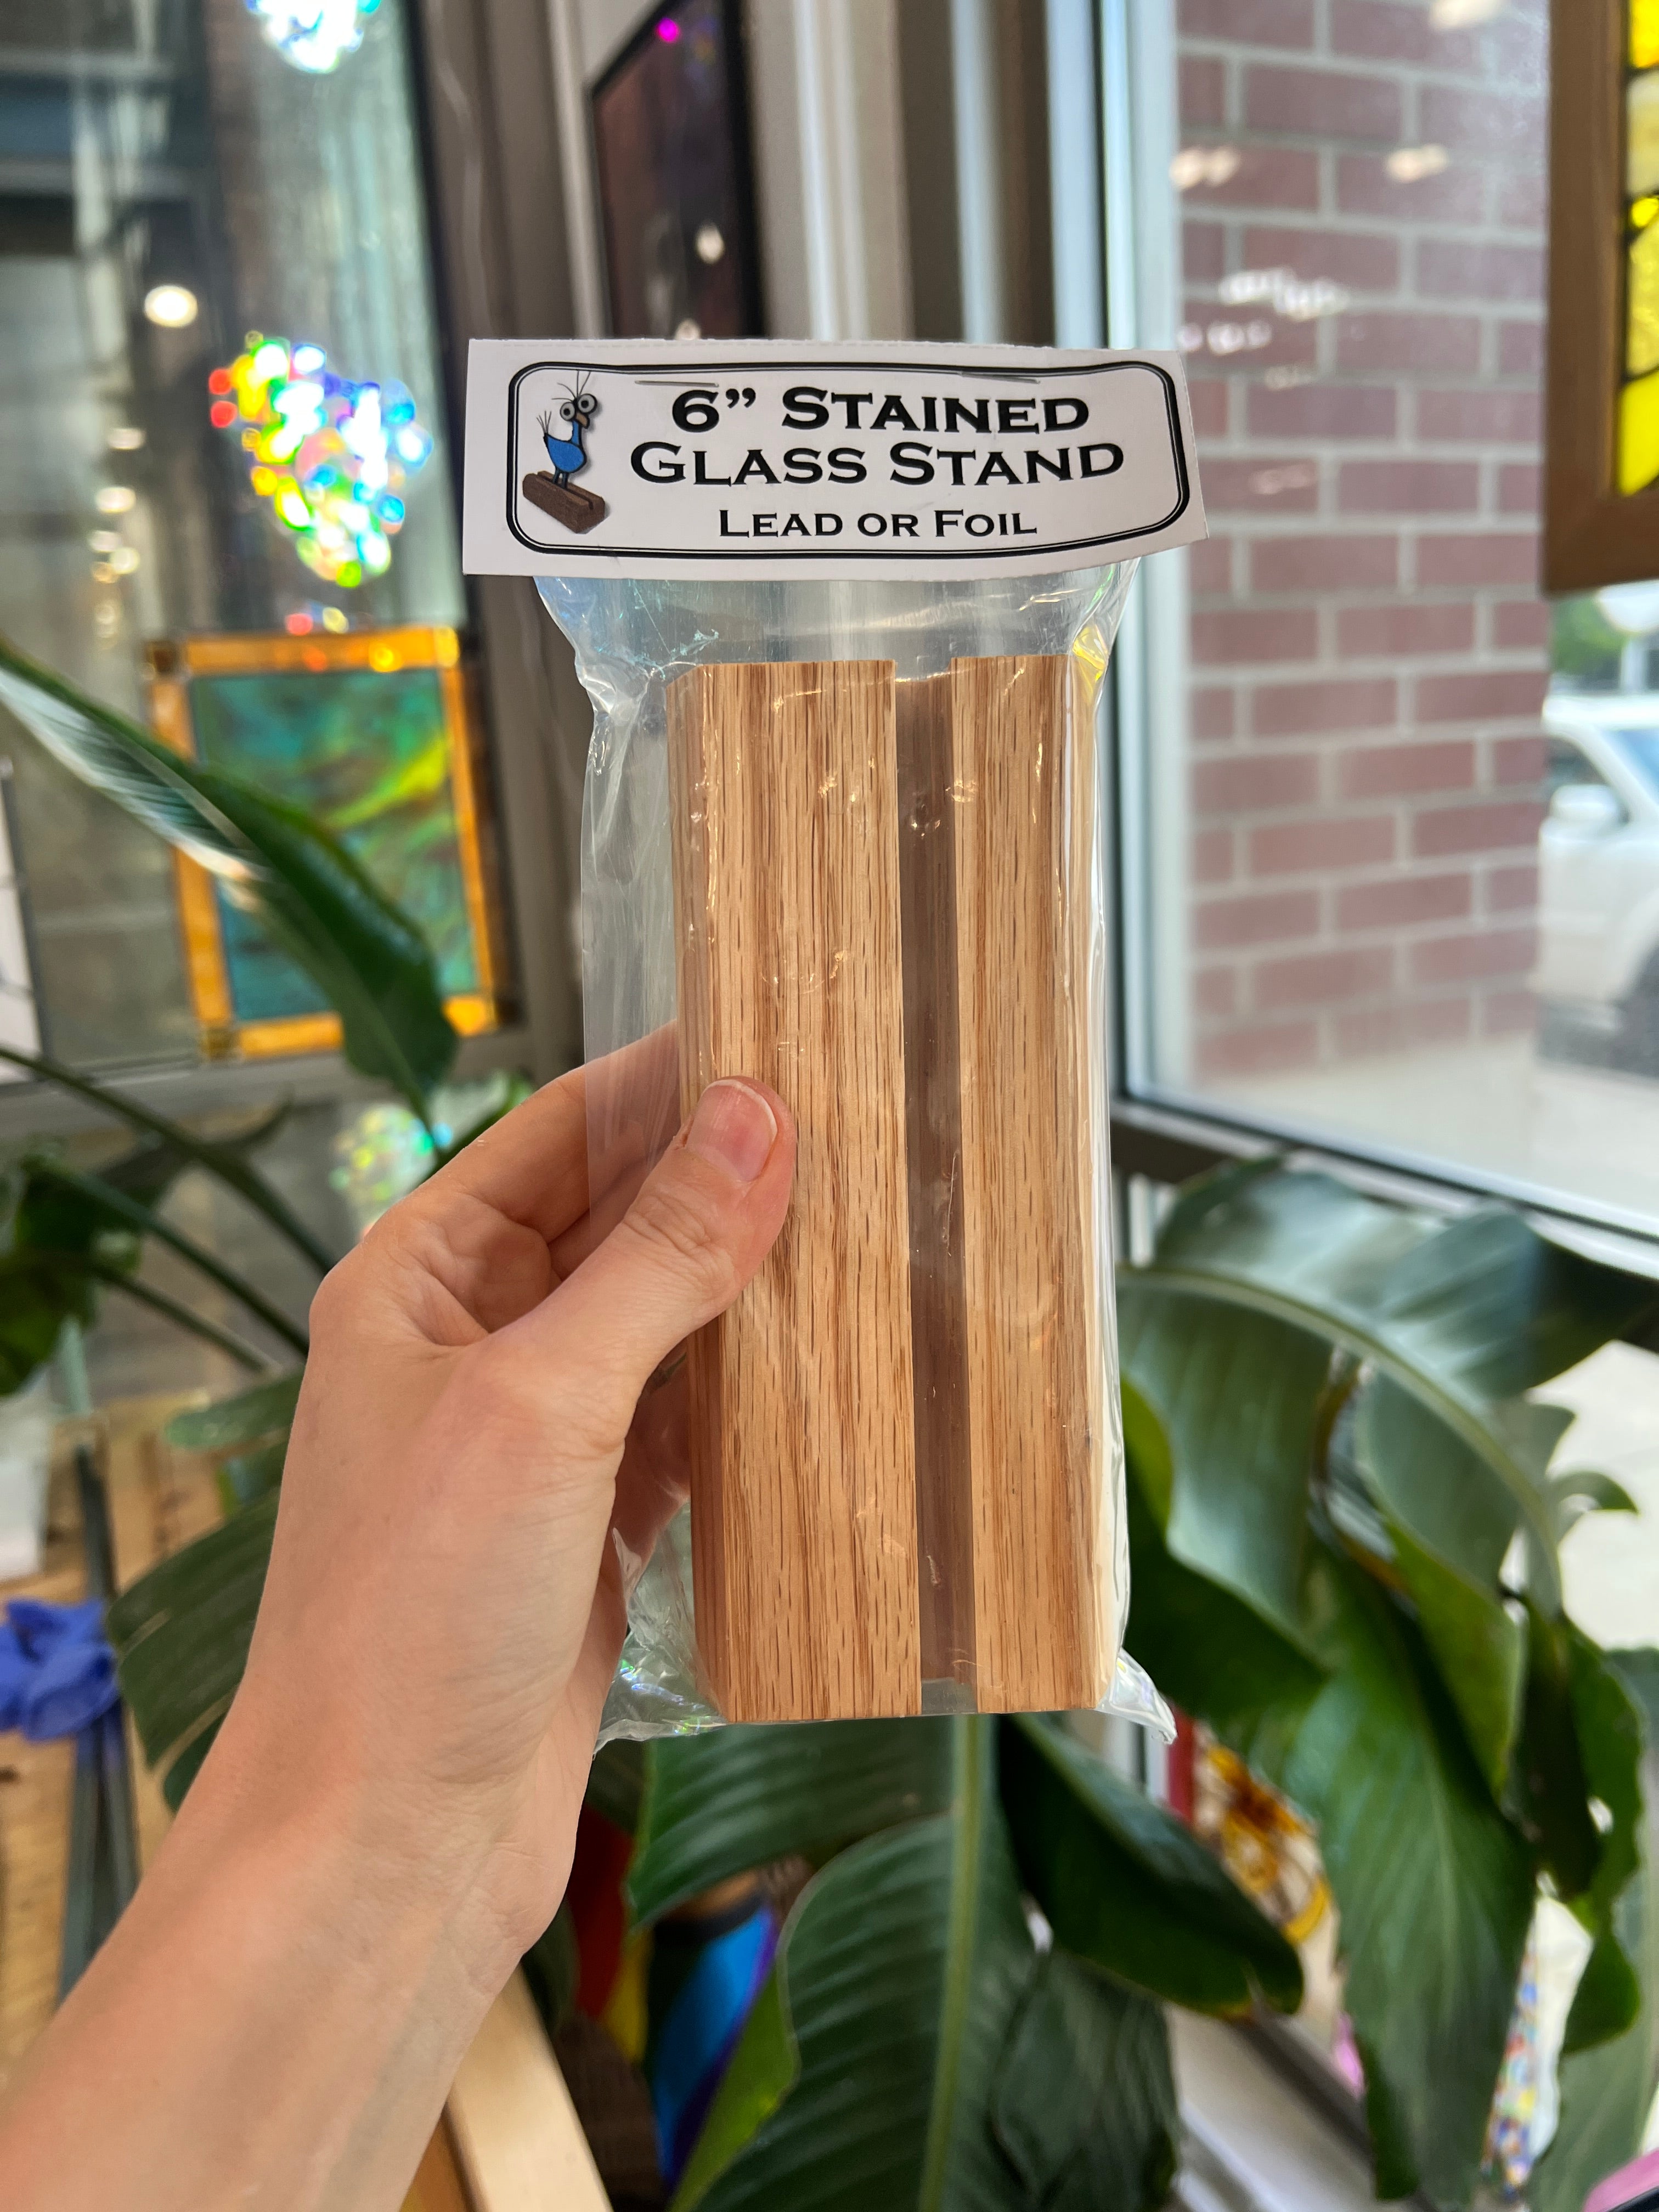 6” STAINED
GLASS STAND
LEAD OR FOIL